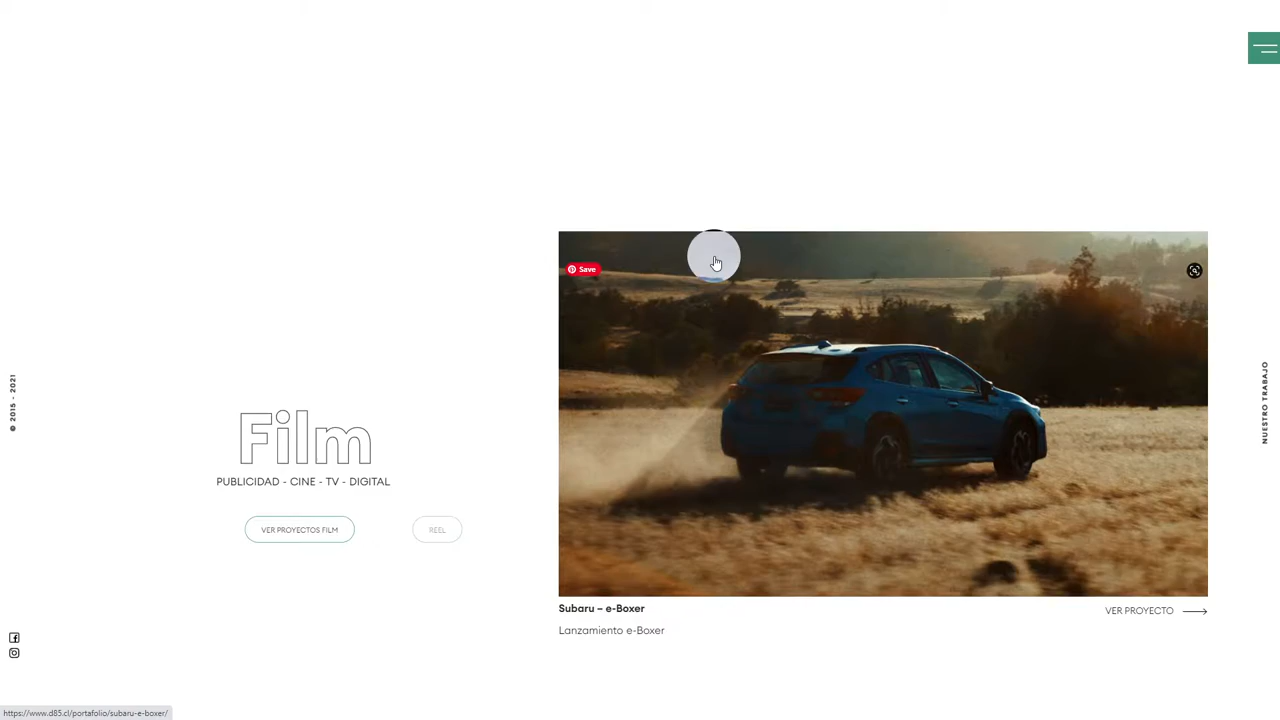 © 2015 - 2021
Film
PUBLICIDAD - CINE - TV - DIGITAL
VER PROYECTOS FILM
REEL
Save
Subaru – e-Boxer
Lanzamiento e-Boxer
VER PROYECTO
NUESTRO TRABAJO
https://www.d85.cl/portafolio/subaru-e-boxer/